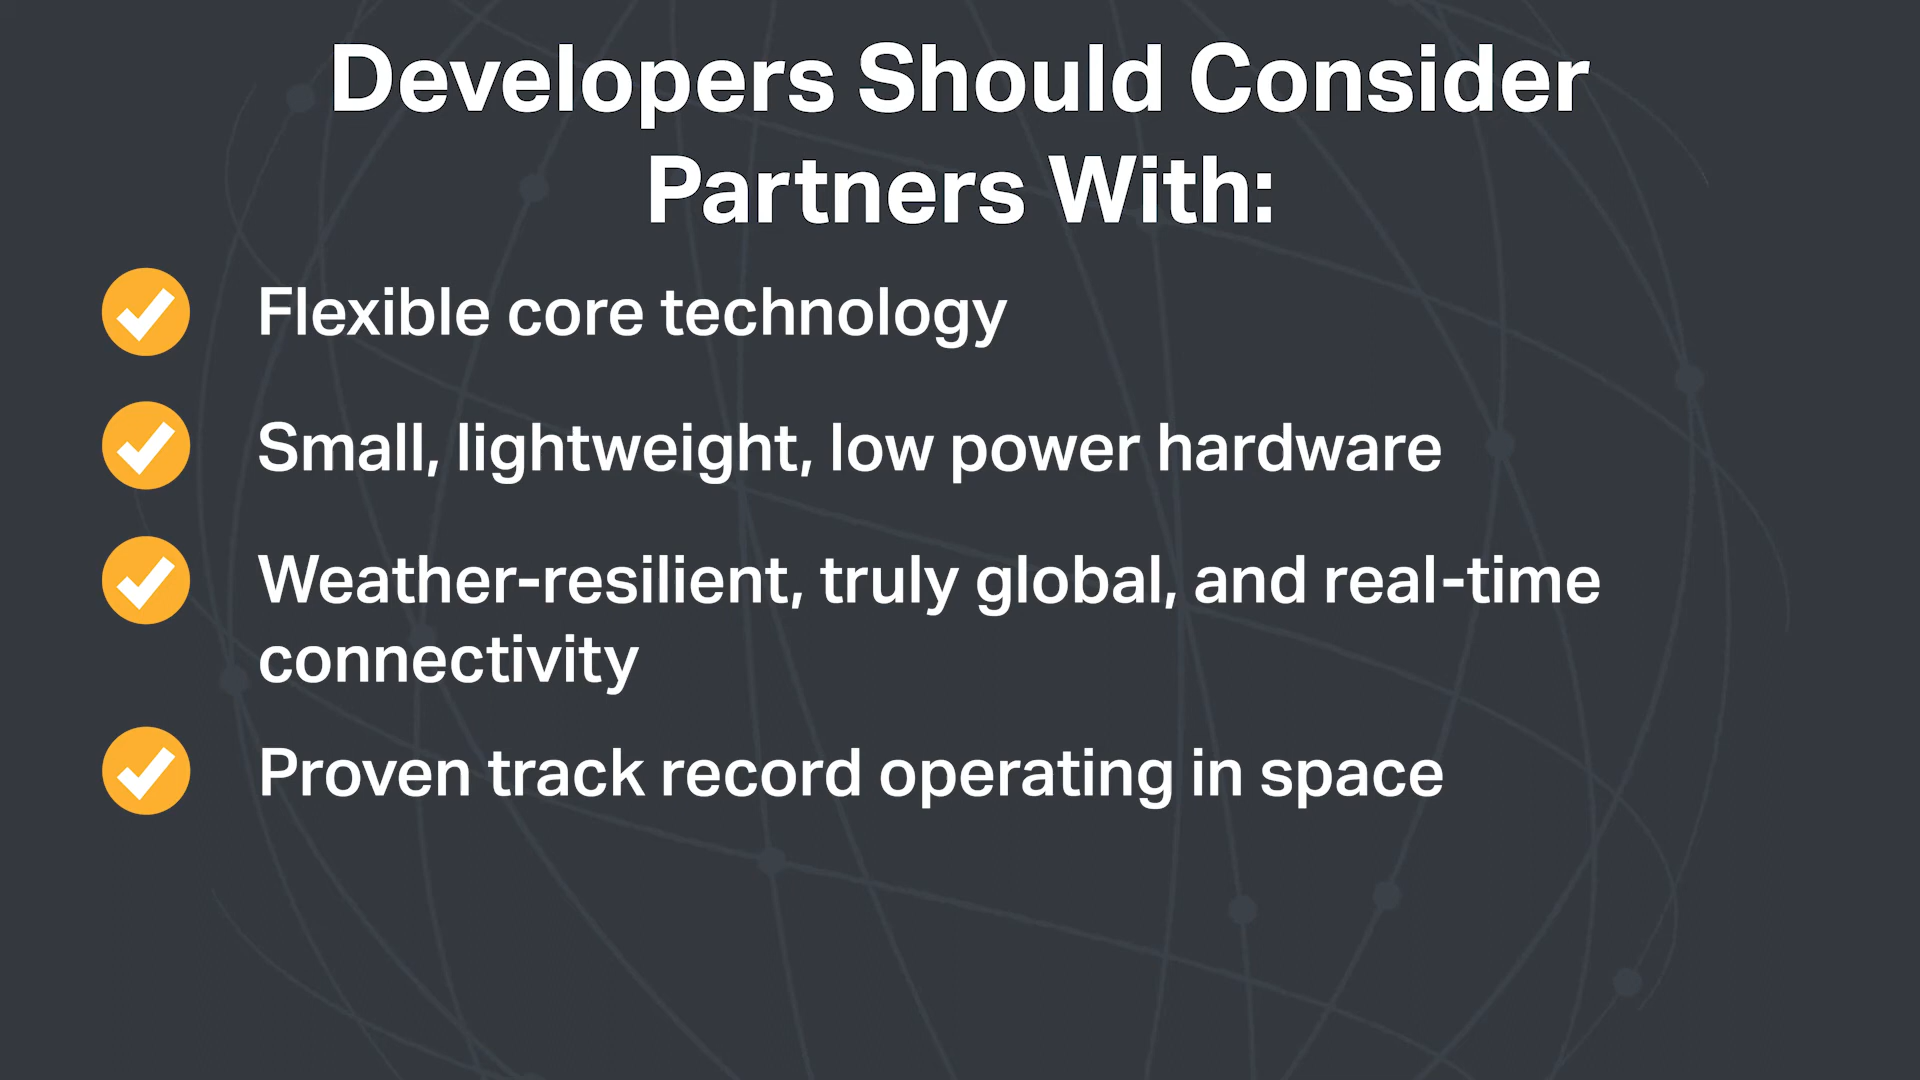 Developers Should Consider
Partners With:
Flexible core technology
Small, lightweight, low power hardware
Weather-resilient, truly global, and real-time
connectivity
Proven track record operating in space